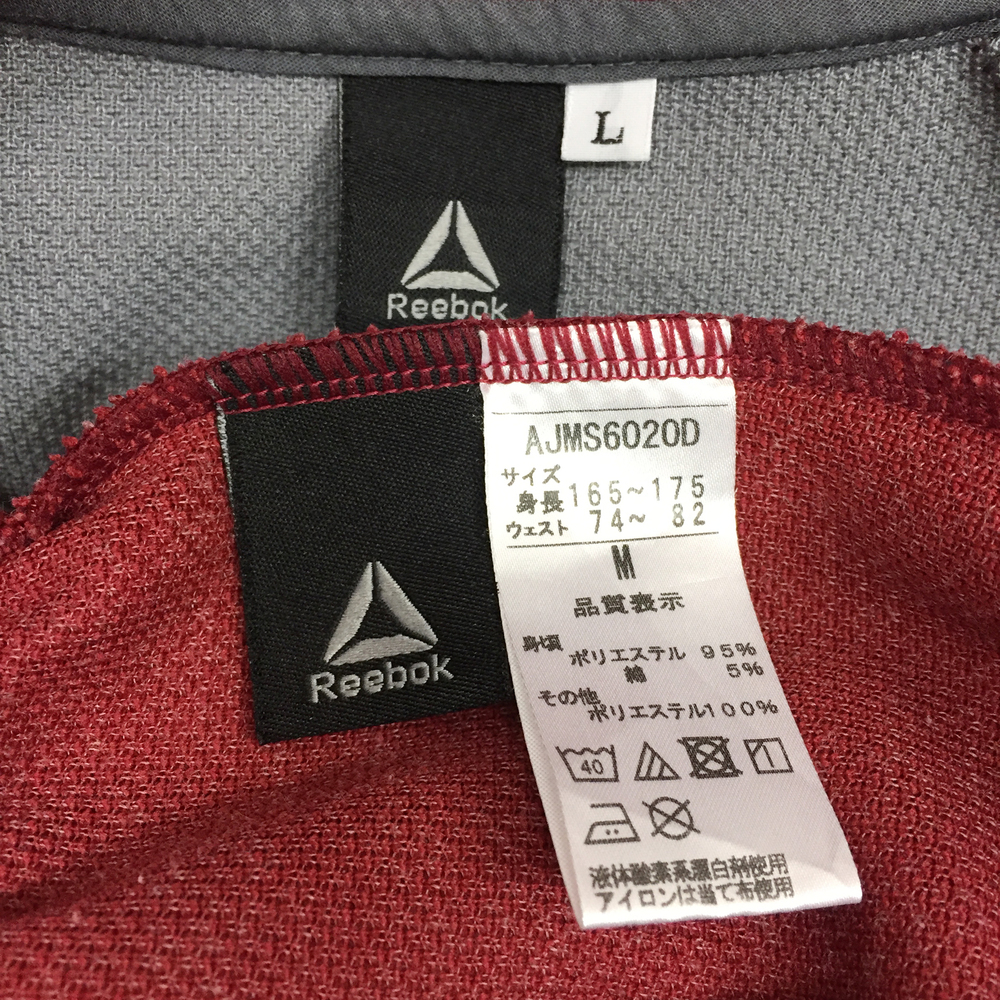 L
Reebok
Reebok
AJMS6020D
サイズ
身長 165~175
ウェスト 74~ 82
M
品質表示
身頃
ポリエステル 95%
綿 5%
その他
ポリエステル100%
40
1
液体酸素系漂白剤使用
アイロンは当て布使用